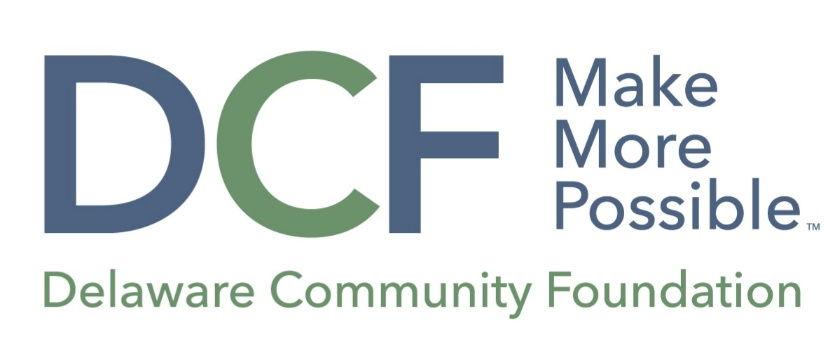 DCF
Make
More
Possible™
Delaware Community Foundation